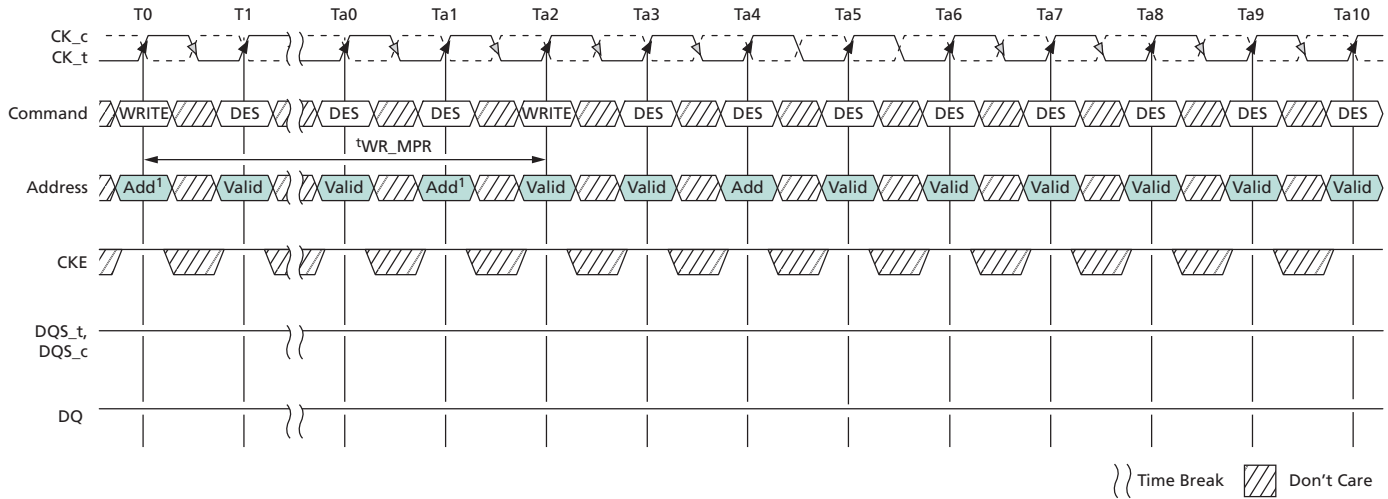 T0 T1 Ta0 Ta1 Ta2 Ta3 Ta4 Ta5 Ta6 Ta7 Ta8 Ta9 Ta10
CK_c
CK_t
Command WRITE DES DES DES WRITE DES DES DES DES DES DES DES DES
tWR_MPR
Address Add1 Valid Valid Add1 Valid Valid Add Valid Valid Valid Valid Valid Valid
CKE
DQS_t,
DQS_c
DQ
Time Break Don't Care